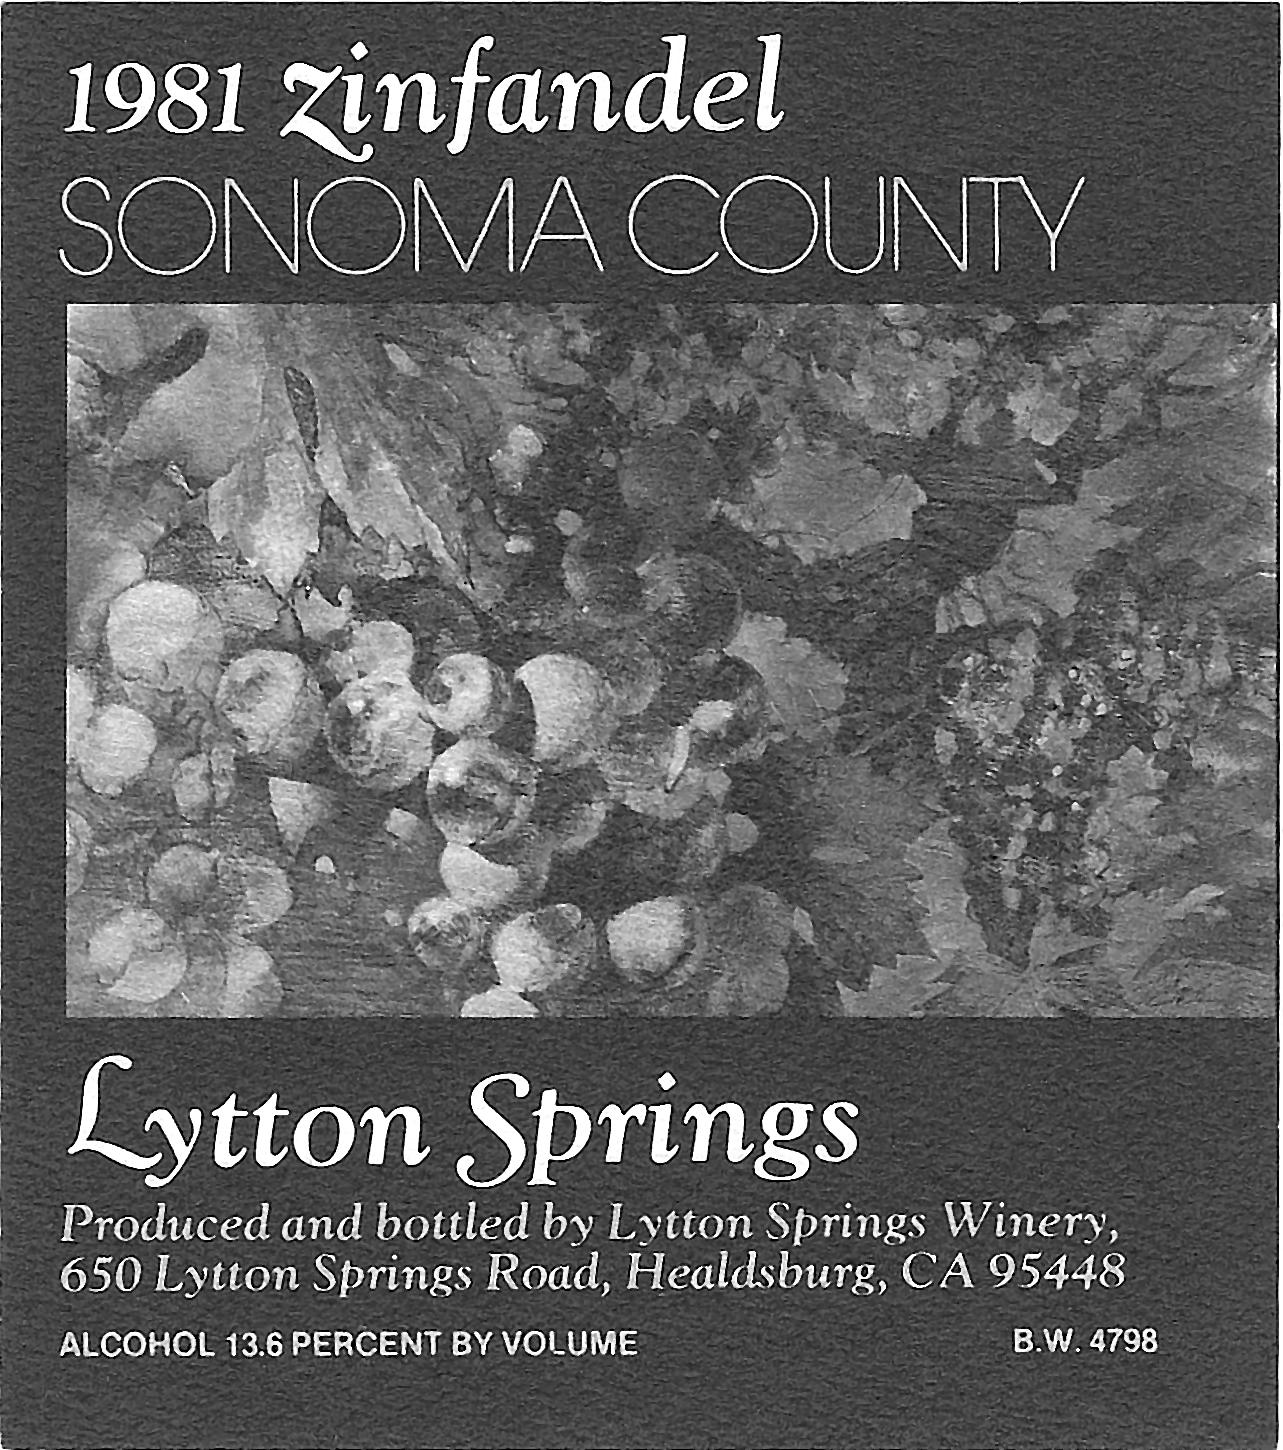 1981 Zinfandel
SONOMA COUNTY
Lytton Springs
Produced and bottled by Lytton Springs Winery,
650 Lytton Springs Road, Healdsburg, CA 95448
ALCOHOL 13.6 PERCENT BY VOLUME B.W. 4798